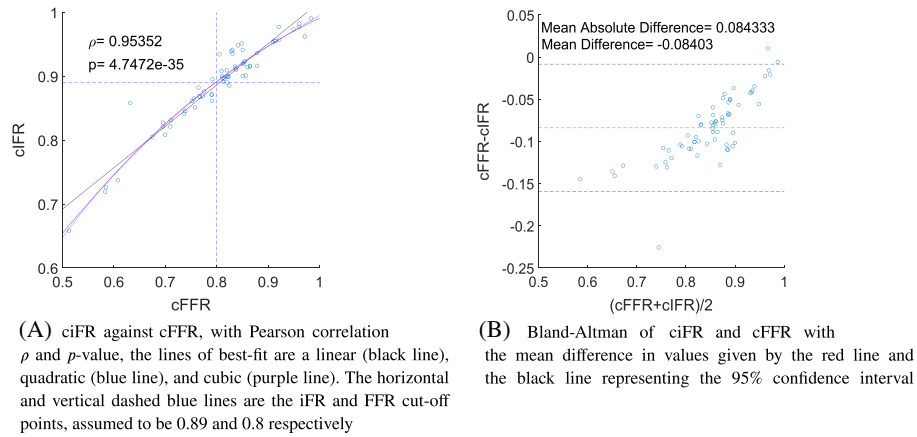 ρ= 0.95352
p= 4.7472e-35
1
0.9
0.8
0.7
0.6
cIFR
0.5 0.6 0.7 0.8 0.9 1
cFFR
(A) ciFR against cFFR, with Pearson correlation
ρ and p-value, the lines of best-fit are a linear (black line),
quadratic (blue line), and cubic (purple line). The horizontal
and vertical dashed blue lines are the iFR and FFR cut-off
points, assumed to be 0.89 and 0.8 respectively
Mean Absolute Difference= 0.084333
Mean Difference= -0.08403
0.05
0
-0.05
-0.1
-0.15
-0.2
-0.25
cFFR-cIFR
0.5 0.6 0.7 0.8 0.9 1
(cFFR+cIFR)/2
(B) Bland-Altman of ciFR and cFFR with
the mean difference in values given by the red line and
the black line representing the 95% confidence interval